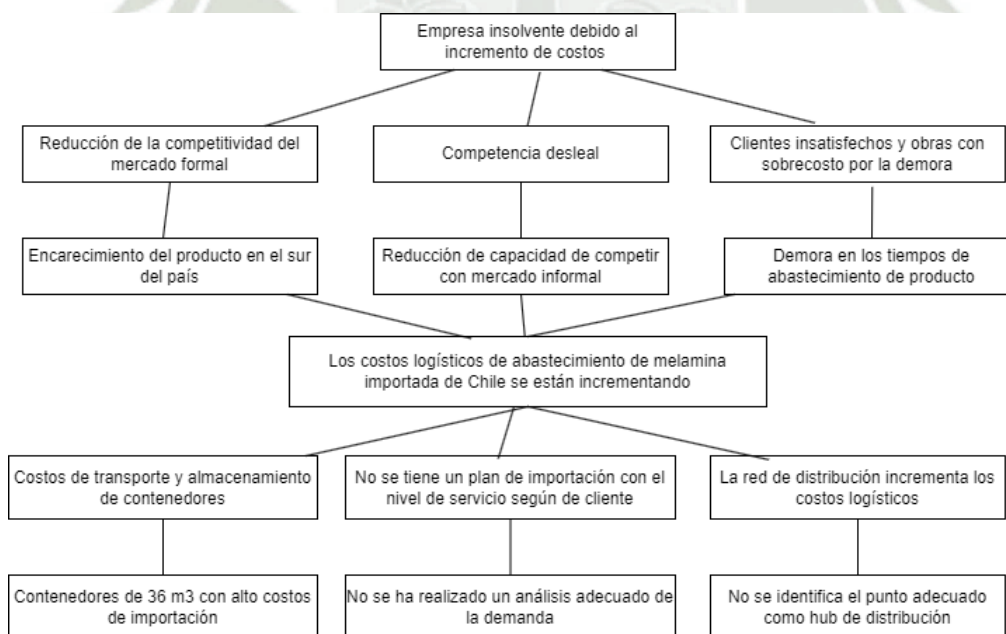 Empresa insolvente debido al
incremento de costos
Reducción de la competitividad del
mercado formal
Competencia desleal
Clientes insatisfechos y obras con
sobrecosto por la demora
Encarecimiento del producto en el sur
del país
Reducción de capacidad de competir
con mercado informal
Demora en los tiempos de
abastecimiento de producto
Los costos logísticos de abastecimiento de melamina
importada de Chile se están incrementando
Costos de transporte y almacenamiento
de contenedores
No se tiene un plan de importación con el
nivel de servicio según de cliente
La red de distribución incrementa los
costos logísticos
Contenedores de 36 m3 con alto costos
de importación
No se ha realizado un análisis adecuado de
la demanda
No se identifica el punto adecuado
como hub de distribución